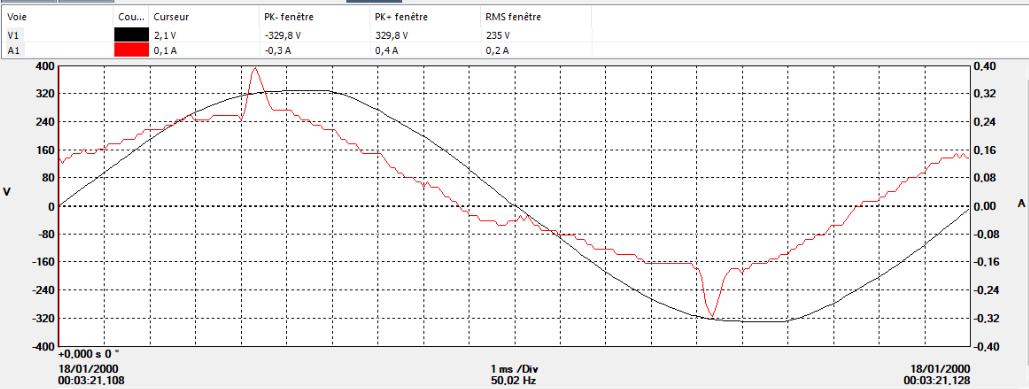 Voie Cou... Curseur PK- fenêtre PK+ fenêtre RMS fenêtre
V1 2,1 V -329,8 V 329,8 V 235 V
A1 0,1 A -0,3 A 0,4 A 0,2 A
400 0,40
320 0,32
240 0,24
160 0,16
80 0,08
V 0 0,00 A
-80 -0,08
-160 -0,16
-240 -0,24
-320 -0,32
-400 -0,40
+0,000 s 0 °
18/01/2000 1 ms /Div 18/01/2000
00:03:21,108 50,02 Hz 00:03:21,128